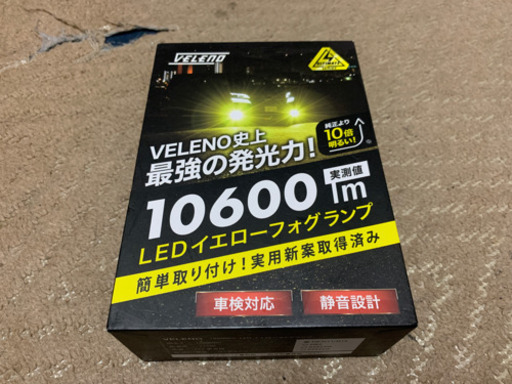 VELENO
ULTIMATE
純正より
10倍
明るい!
VELENO史上
最強の発光力!
実測値
10600lm
LEDイエローフォグランプ
簡単取り付け!実用新案取得済み
車検対応
静音設計
VELENO